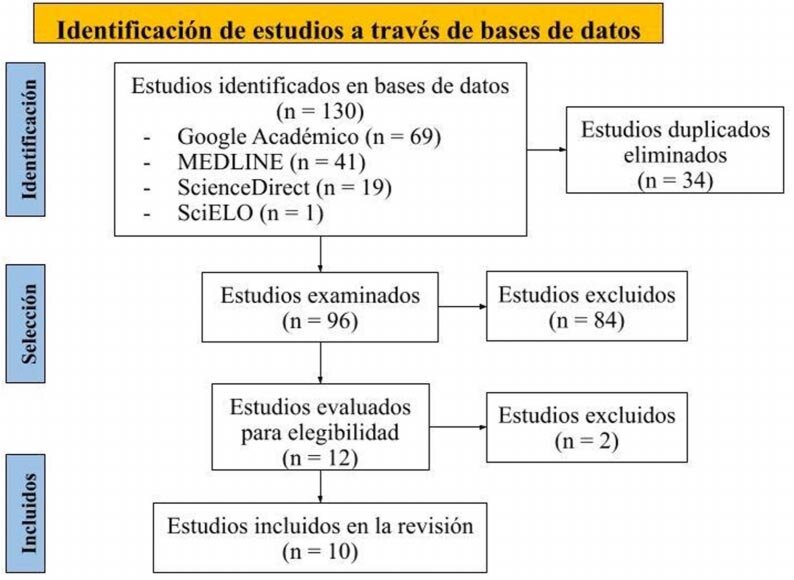 Identificación de estudios a través de bases de datos
Identificación
Estudios identificados en bases de datos
(n = 130)
- Google Académico (n = 69)
- MEDLINE (n = 41)
- ScienceDirect (n = 19)
- SciELO (n = 1)
Estudios duplicados
eliminados
(n = 34)
Selección
Estudios examinados
(n = 96)
Estudios excluidos
(n = 84)
Estudios evaluados
para elegibilidad
(n = 12)
Estudios excluidos
(n = 2)
Incluidos
Estudios incluidos en la revisión
(n = 10)